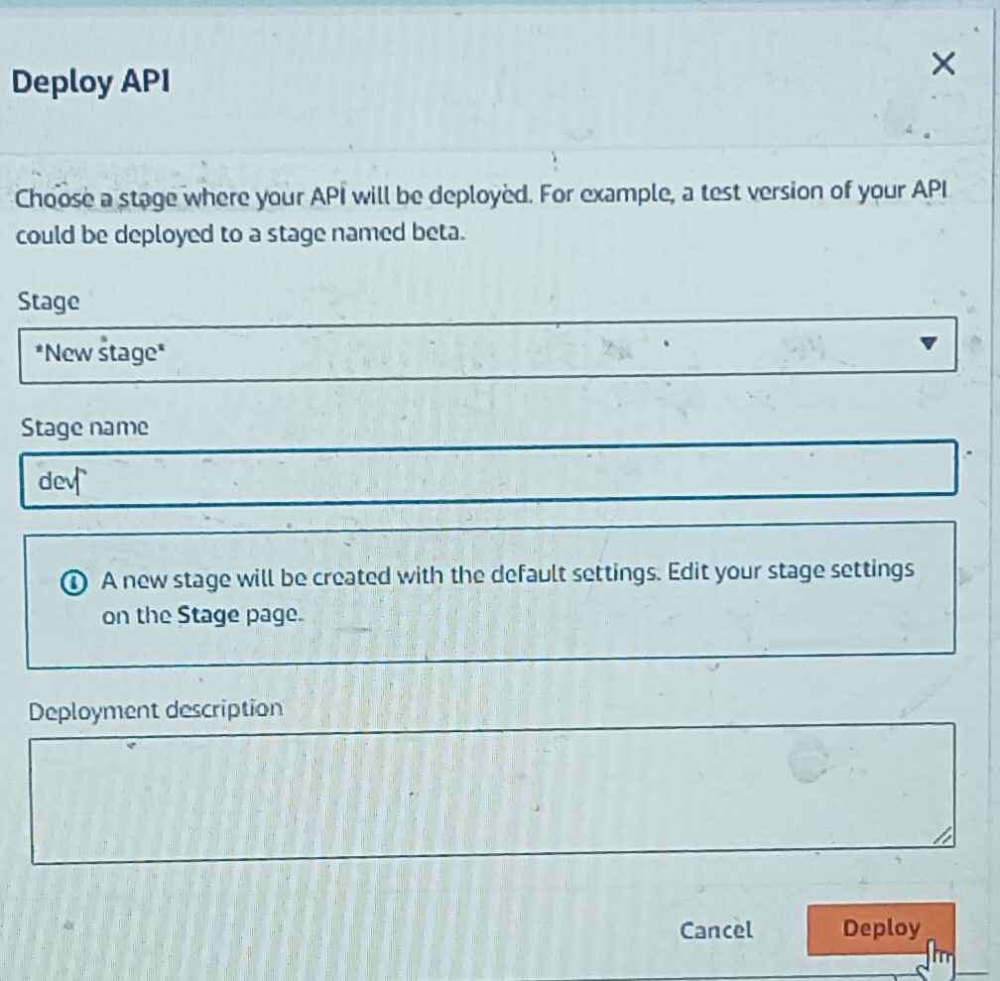 Deploy API
Choose a stage where your API will be deployed. For example, a test version of your API
could be deployed to a stage named beta.
Stage
*New stage*
Stage name
dev
A new stage will be created with the default settings. Edit your stage settings
on the Stage page.
Deployment description
Cancel
Deploy